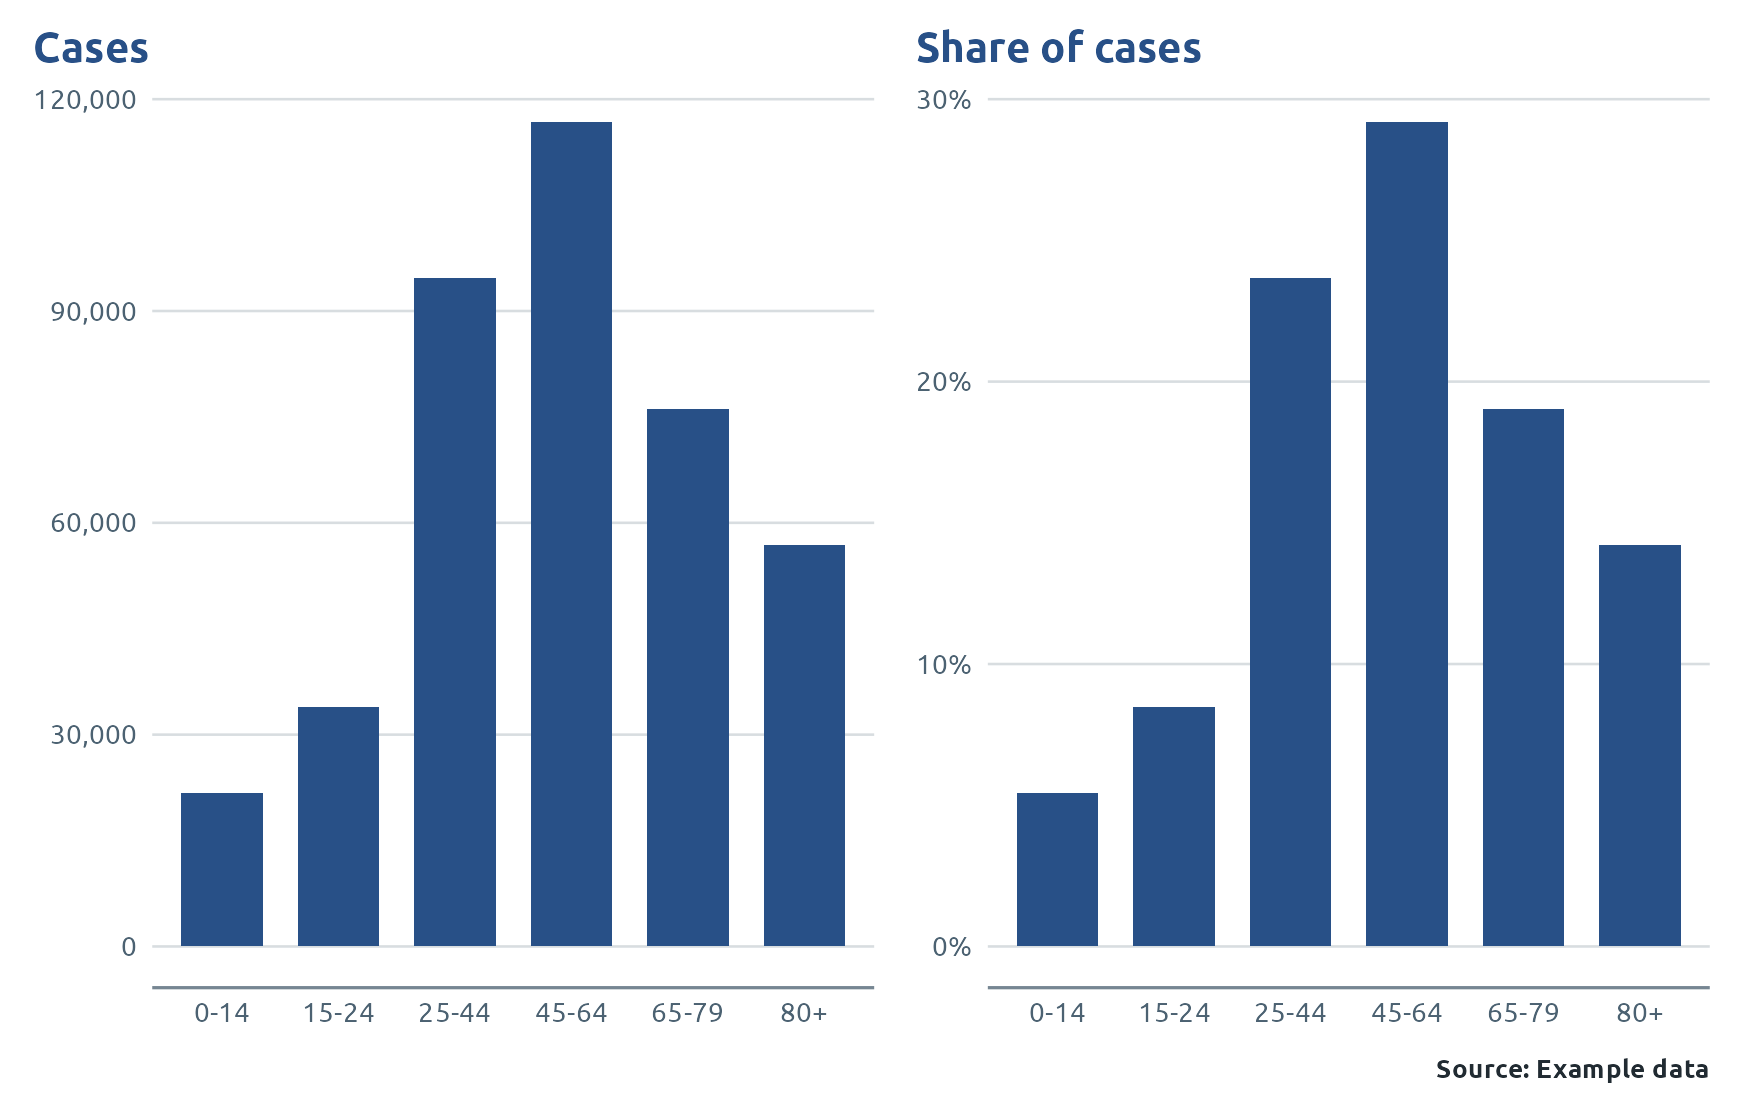 Cases
120,000
90,000
60,000
30,000
0
0-14 15-24 25-44 45-64 65-79 80+
Share of cases
30%
20%
10%
0%
0-14 15-24 25-44 45-64 65-79 80+
Source: Example data